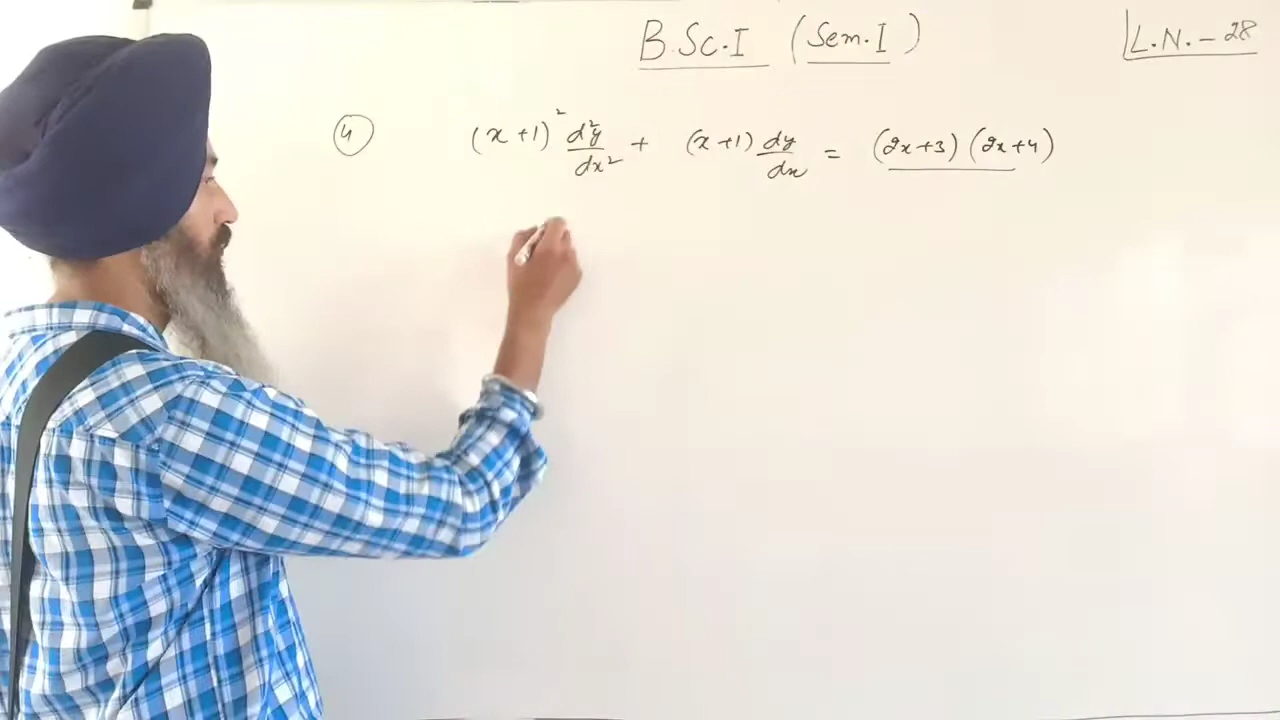 B.Sc.I (Sem.I)
L.N.-28
(4) (x+1)² d²y/dx² + (x+1) dy/dx = (2x+3)(2x+4)